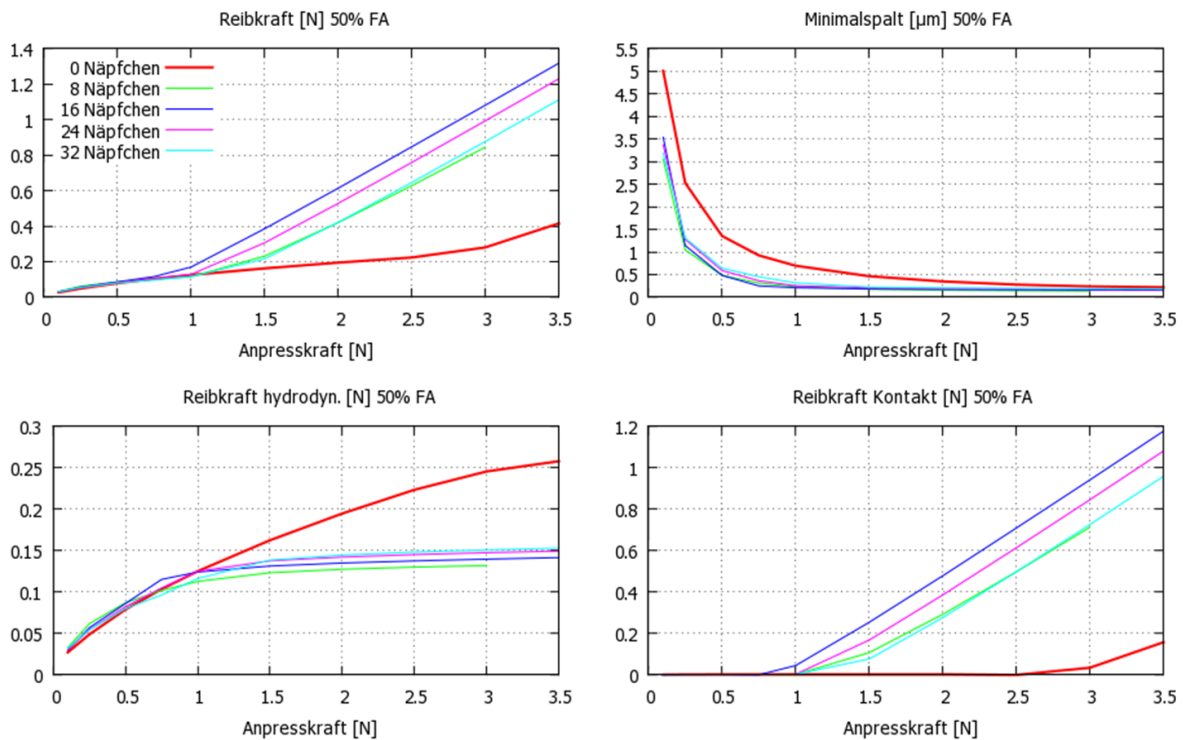 Reibkraft [N] 50% FA
1.4
1.2
1
0.8
0.6
0.4
0.2
0
0 Näpfchen
8 Näpfchen
16 Näpfchen
24 Näpfchen
32 Näpfchen
0 0.5 1 1.5 2 2.5 3 3.5
Anpresskraft [N]
Minimalspalt [µm] 50% FA
5.5
5
4.5
4
3.5
3
2.5
2
1.5
1
0.5
0
0 0.5 1 1.5 2 2.5 3 3.5
Anpresskraft [N]
Reibkraft hydrodyn. [N] 50% FA
0.3
0.25
0.2
0.15
0.1
0.05
0
0 0.5 1 1.5 2 2.5 3 3.5
Anpresskraft [N]
Reibkraft Kontakt [N] 50% FA
1.2
1
0.8
0.6
0.4
0.2
0
0 0.5 1 1.5 2 2.5 3 3.5
Anpresskraft [N]